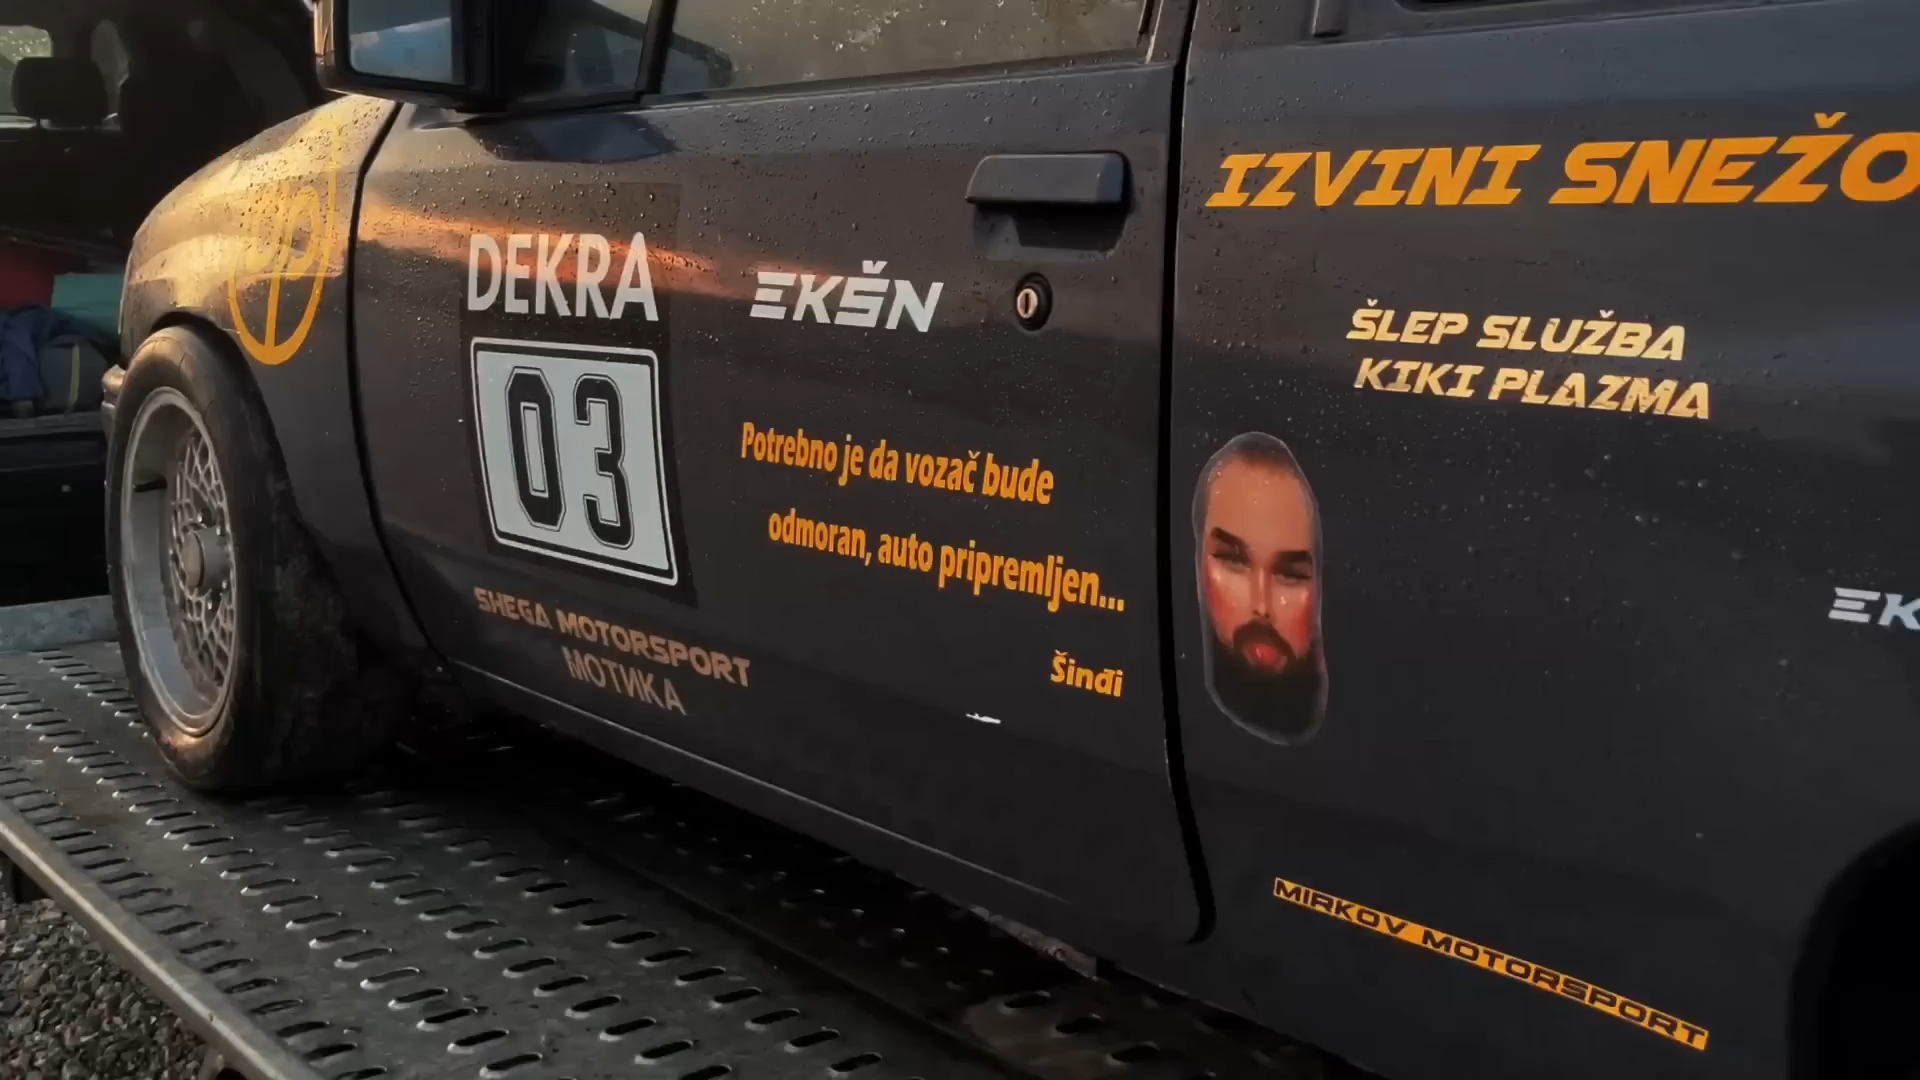 IZVINI SNEŽO
DEKRA
EKŠN
03
ŠLEP SLUŽBA
KIKI PLAZMA
Potrebno je da vozač bude
odmoran, auto pripremljen...
Šinđi
SHEGA MOTORSPORT
МОТИКА
EK
MIRKOV MOTORSPORT